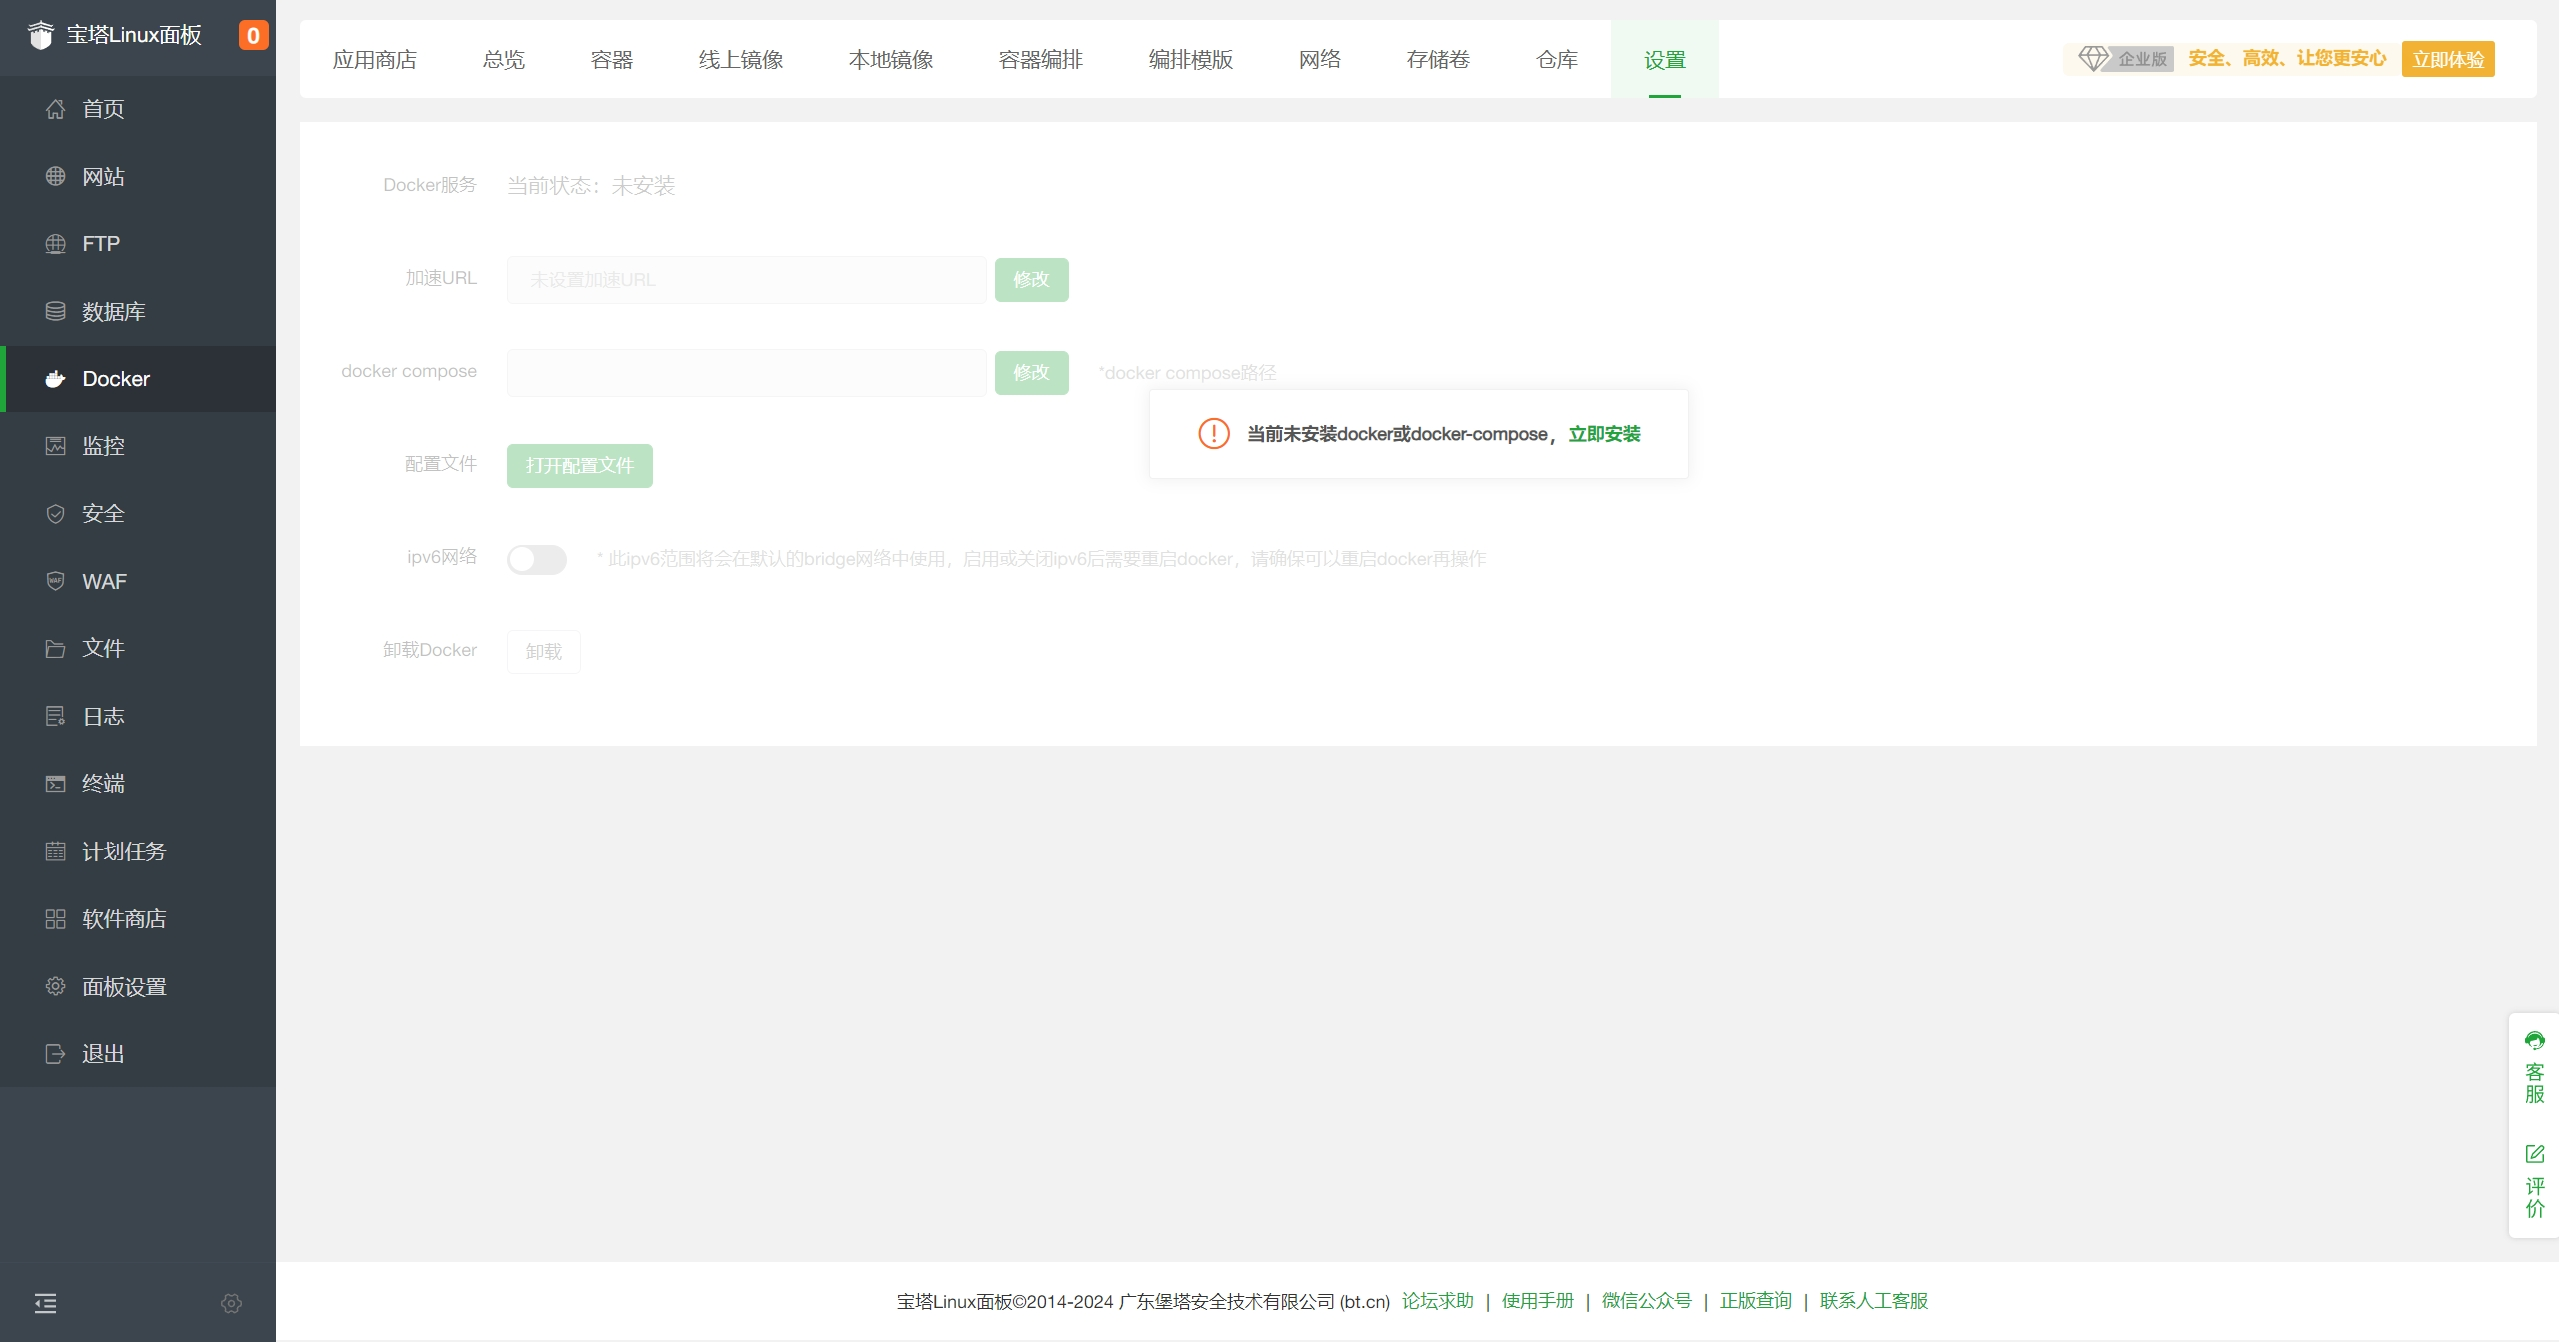 宝塔Linux面板 0
首页
网站
FTP
数据库
Docker
监控
安全
WAF
文件
日志
终端
计划任务
软件商店
面板设置
退出
应用商店 总览 容器 线上镜像 本地镜像 容器编排 编排模版 网络 存储卷 仓库 设置
企业版 安全、高效、让您更安心 立即体验
Docker服务 当前状态：未安装
加速URL 未设置加速URL 修改
docker compose 修改 *docker compose路径
当前未安装docker或docker-compose，立即安装
配置文件 打开配置文件
ipv6网络 * 此ipv6范围将会在默认的bridge网络中使用，启用或关闭ipv6后需要重启docker，请确保可以重启docker再操作
卸载Docker 卸载
客服
评价
宝塔Linux面板©2014-2024 广东堡塔安全技术有限公司 (bt.cn) 论坛求助 | 使用手册 | 微信公众号 | 正版查询 | 联系人工客服